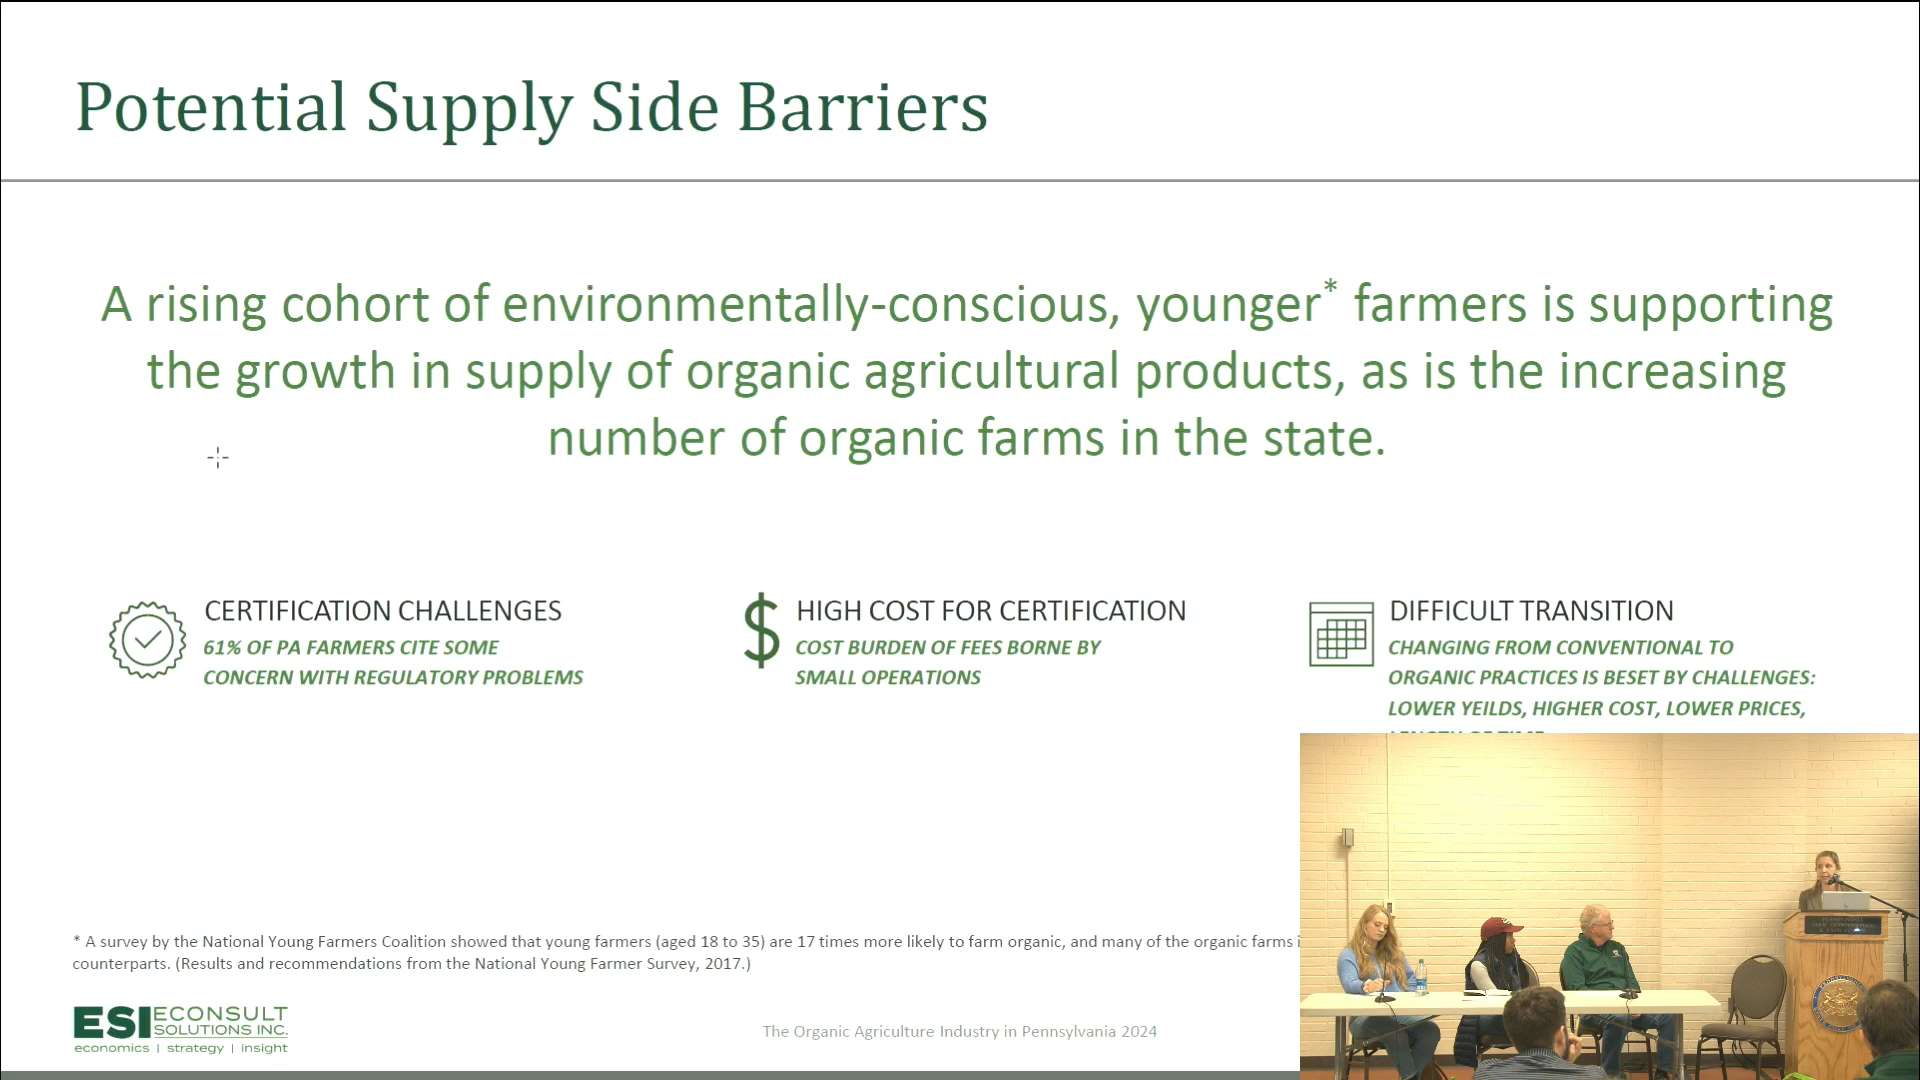 Potential Supply Side Barriers
A rising cohort of environmentally-conscious, younger* farmers is supporting
the growth in supply of organic agricultural products, as is the increasing
number of organic farms in the state.
CERTIFICATION CHALLENGES
61% OF PA FARMERS CITE SOME
CONCERN WITH REGULATORY PROBLEMS
HIGH COST FOR CERTIFICATION
COST BURDEN OF FEES BORNE BY
SMALL OPERATIONS
DIFFICULT TRANSITION
CHANGING FROM CONVENTIONAL TO
ORGANIC PRACTICES IS BESET BY CHALLENGES:
LOWER YEILDS, HIGHER COST, LOWER PRICES,
* A survey by the National Young Farmers Coalition showed that young farmers (aged 18 to 35) are 17 times more likely to farm organic, and many of the organic farms
counterparts. (Results and recommendations from the National Young Farmer Survey, 2017.)
ESI ECONSULT
SOLUTIONS INC.
economics | strategy | insight
The Organic Agriculture Industry in Pennsylvania 2024